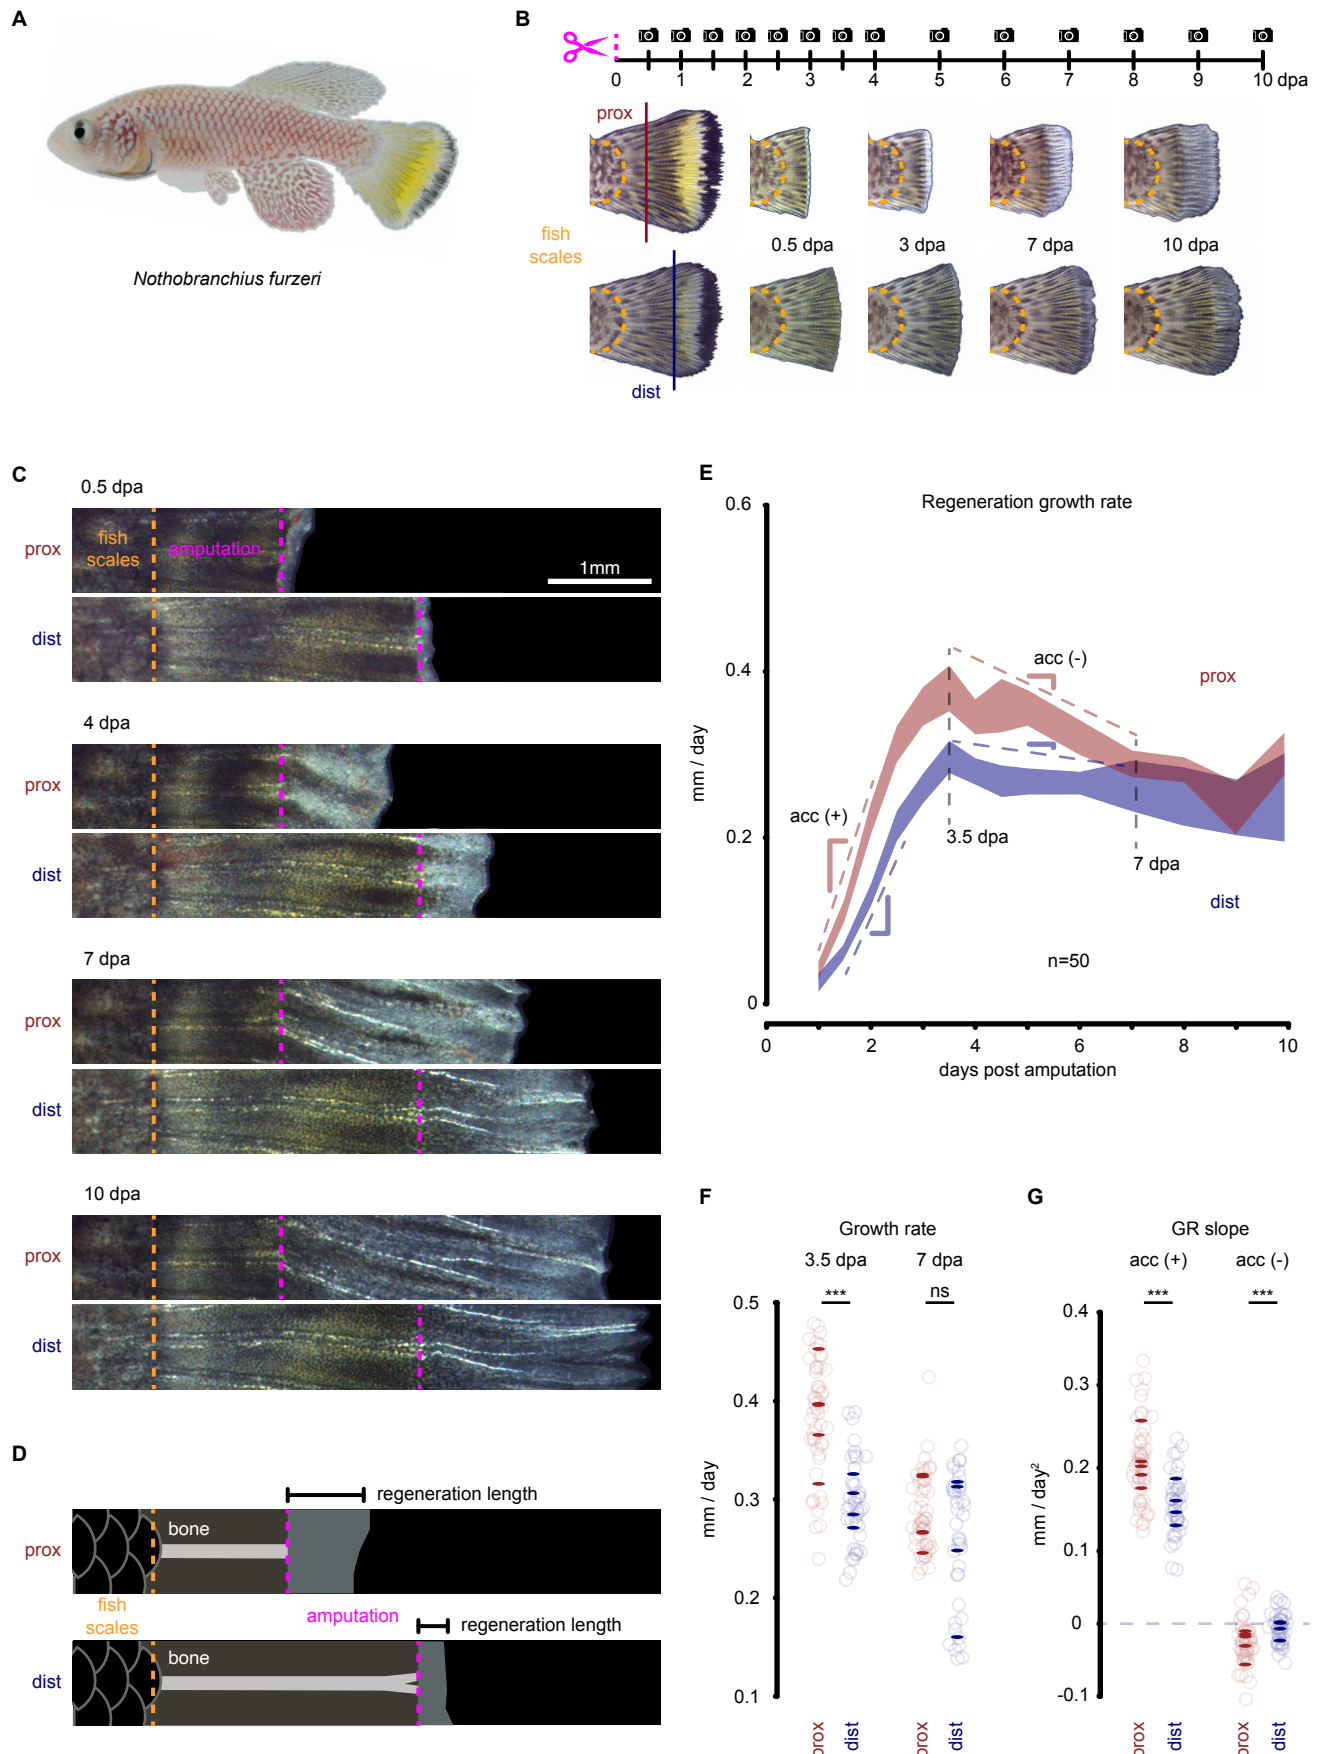 A
Nothobranchius furzeri
B
0 1 2 3 4 5 6 7 8 9 10 dpa
prox
fish
scales
0.5 dpa 3 dpa 7 dpa 10 dpa
dist
C
0.5 dpa
prox
fish
scales
amputation
1mm
dist
4 dpa
prox
dist
7 dpa
prox
dist
10 dpa
prox
dist
D
regeneration length
prox
bone
fish
scales
amputation
regeneration length
dist
bone
E
Regeneration growth rate
0.6
0.4
0.2
0
mm / day
acc (-)
prox
acc (+)
3.5 dpa
7 dpa
dist
n=50
0 2 4 6 8 10
days post amputation
F
Growth rate
3.5 dpa 7 dpa
*** ns
0.5
0.4
0.3
0.2
0.1
mm / day
prox dist prox dist
G
GR slope
acc (+) acc (-)
*** ***
0.4
0.3
0.2
0.1
0
-0.1
mm / day²
prox dist prox dist